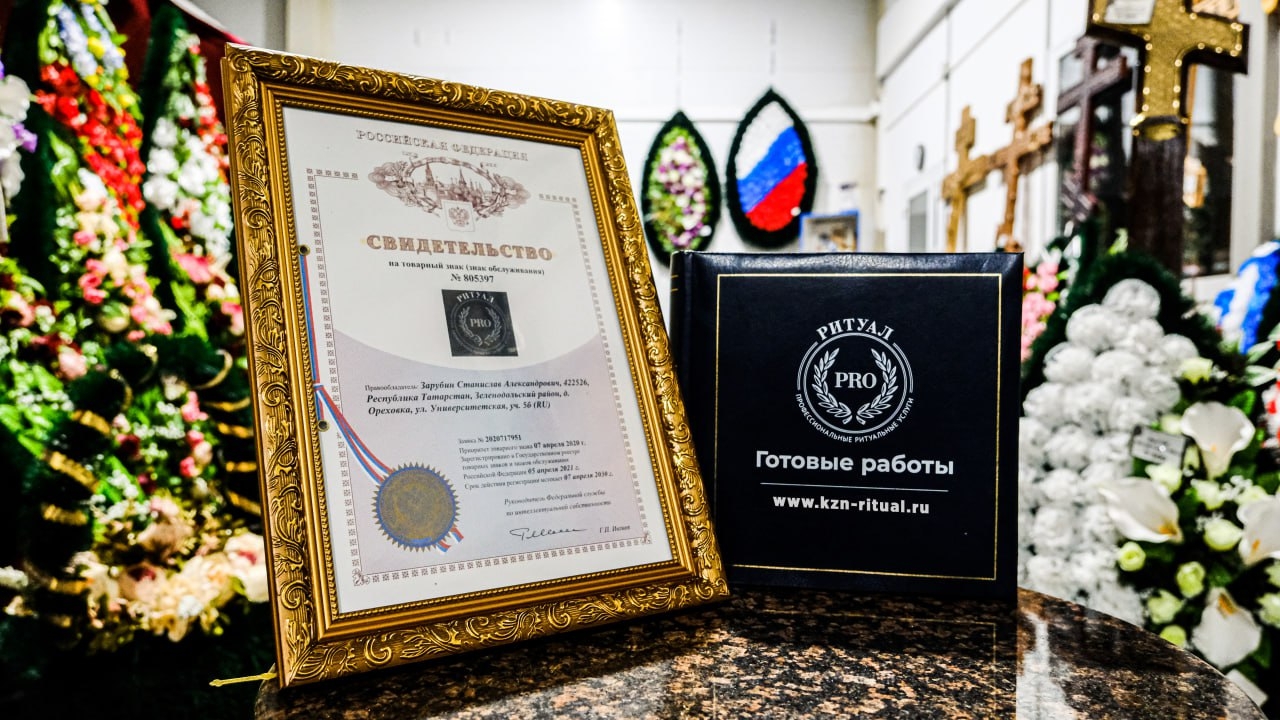 РОССИЙСКАЯ ФЕДЕРАЦИЯ
СВИДЕТЕЛЬСТВО
на товарный знак (знак обслуживания)
№ 805397
РИТУАЛ
PRO
Правообладатель: Зарубин Станислав Александрович, 422526,
Республика Татарстан, Зеленодольский район, д.
Ореховка, ул. Университетская, уч. 56 (RU)
Заявка № 2020717951
Приоритет товарного знака 07 апреля 2020 г.
Зарегистрировано в Государственном реестре
товарных знаков и знаков обслуживания
Российской Федерации 05 апреля 2021 г.
Срок действия регистрации истекает 07 апреля 2030 г.
Руководитель Федеральной службы
по интеллектуальной собственности
Г.П. Ивлиев
РИТУАЛ
PRO
ПРОФЕССИОНАЛЬНЫЕ РИТУАЛЬНЫЕ УСЛУГИ
Готовые работы
www.kzn-ritual.ru